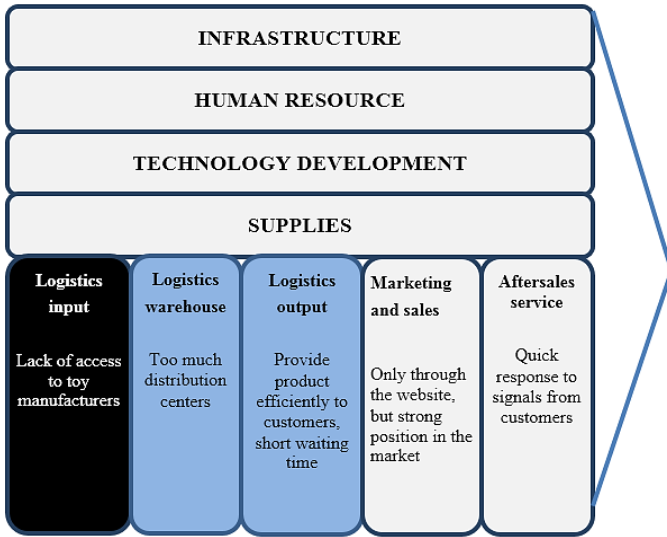 INFRASTRUCTURE
HUMAN RESOURCE
TECHNOLOGY DEVELOPMENT
SUPPLIES
Logistics
input
Lack of access
to toy
manufacturers
Logistics
warehouse
Too much
distribution
centers
Logistics
output
Provide
product
efficiently to
customers,
short waiting
time
Marketing
and sales
Only through
the website,
but strong
position in the
market
Aftersales
service
Quick
response to
signals from
customers